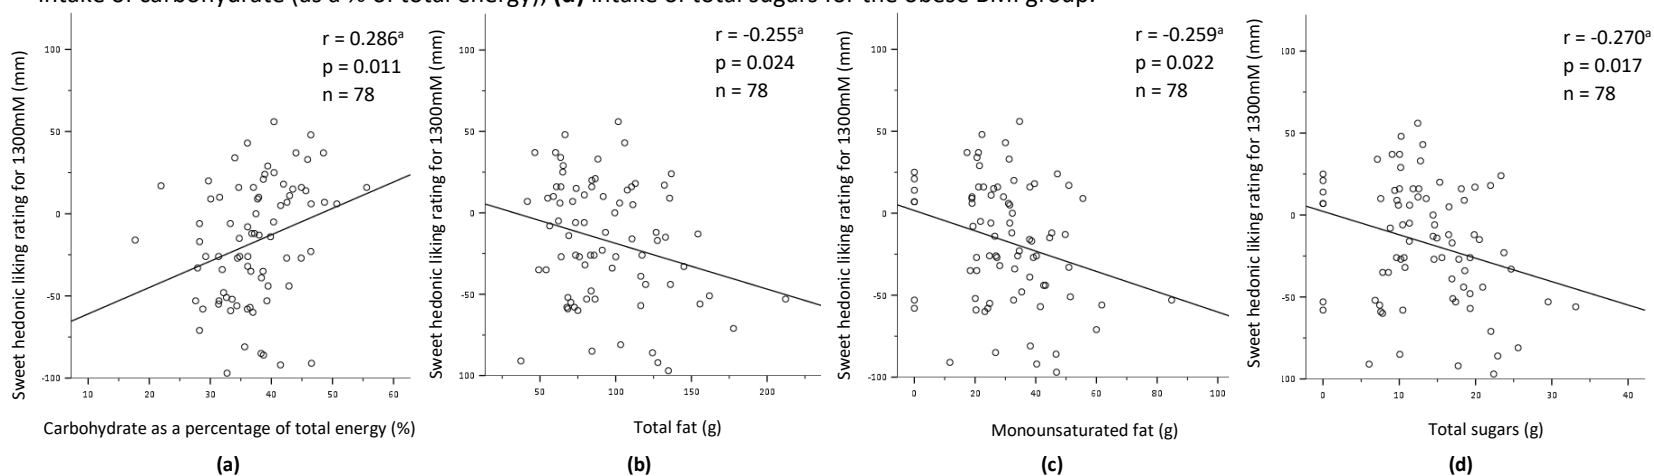 intake of carbohydrate (as a % of total energy); (d) intake of total sugars for the obese BMI group.
Sweet hedonic liking rating for 1300mM (mm)
r = 0.286ᵃ
p = 0.011
n = 78
100
50
0
-50
-100
10
20
30
40
50
60
Carbohydrate as a percentage of total energy (%)
(a)
Sweet hedonic liking rating for 1300mM (mm)
r = -0.255ᵃ
p = 0.024
n = 78
100
50
0
-50
100
50
100
150
200
Total fat (g)
(b)
Sweet hedonic liking rating for 1300mM (mm)
r = -0.259ᵃ
p = 0.022
n = 78
100
50
0
-50
-100
0
20
40
60
80
100
Monounsaturated fat (g)
(c)
Sweet hedonic liking rating for 1300mM (mm)
r = -0.270ᵃ
p = 0.017
n = 78
100
50
0
-50
100
0
10
20
30
40
Total sugars (g)
(d)